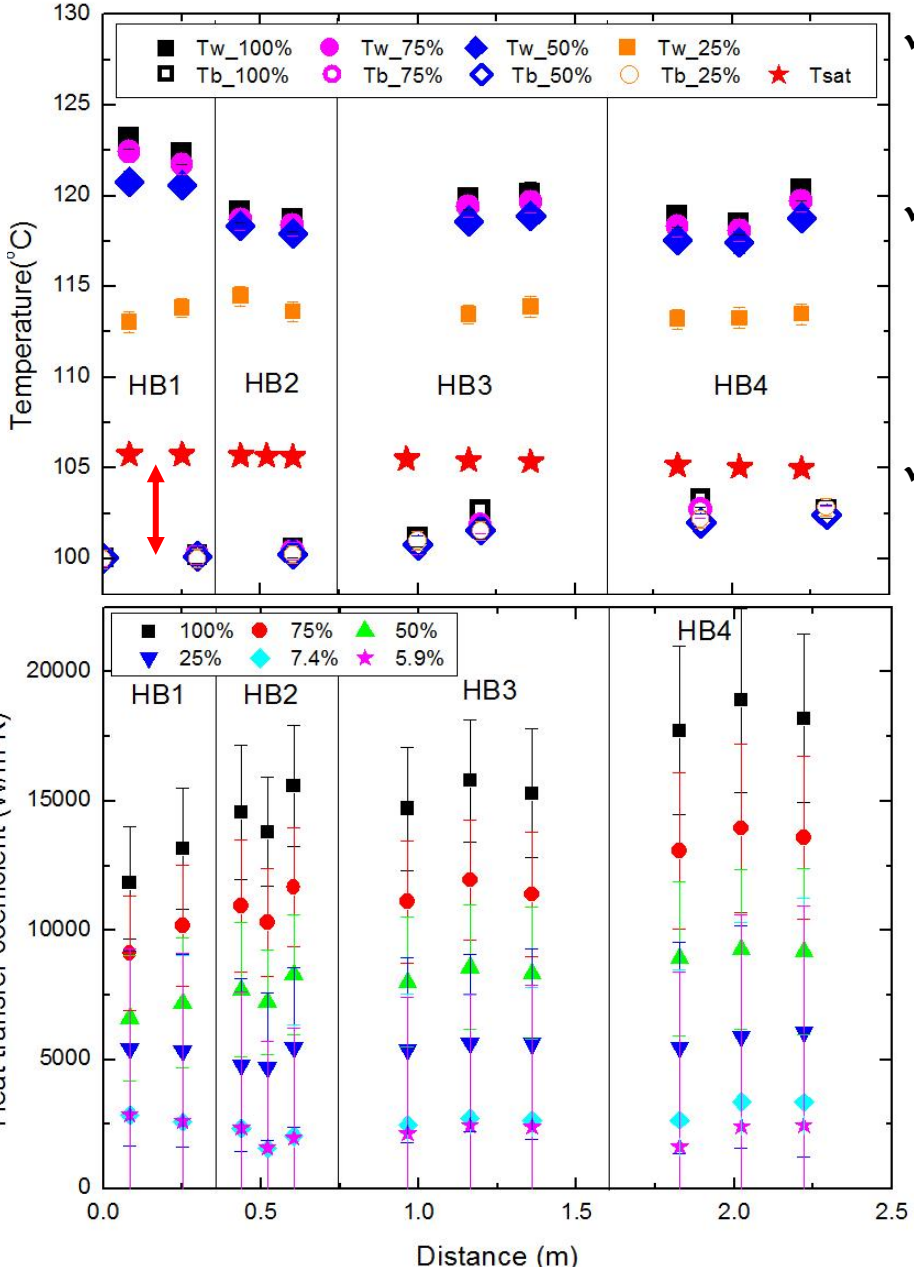 130
Tw_100% Tw_75% Tw_50% Tw_25%
Tb_100% Tb_75% Tb_50% Tb_25% Tsat
125
120
115
110
105
100
Temperature(°C)
HB1 HB2 HB3 HB4
100% 75% 50%
25% 7.4% 5.9%
HB1 HB2 HB3 HB4
20000
15000
10000
5000
0
transfer coefficient
0.0 0.5 1.0 1.5 2.0 2.5
Distance (m)